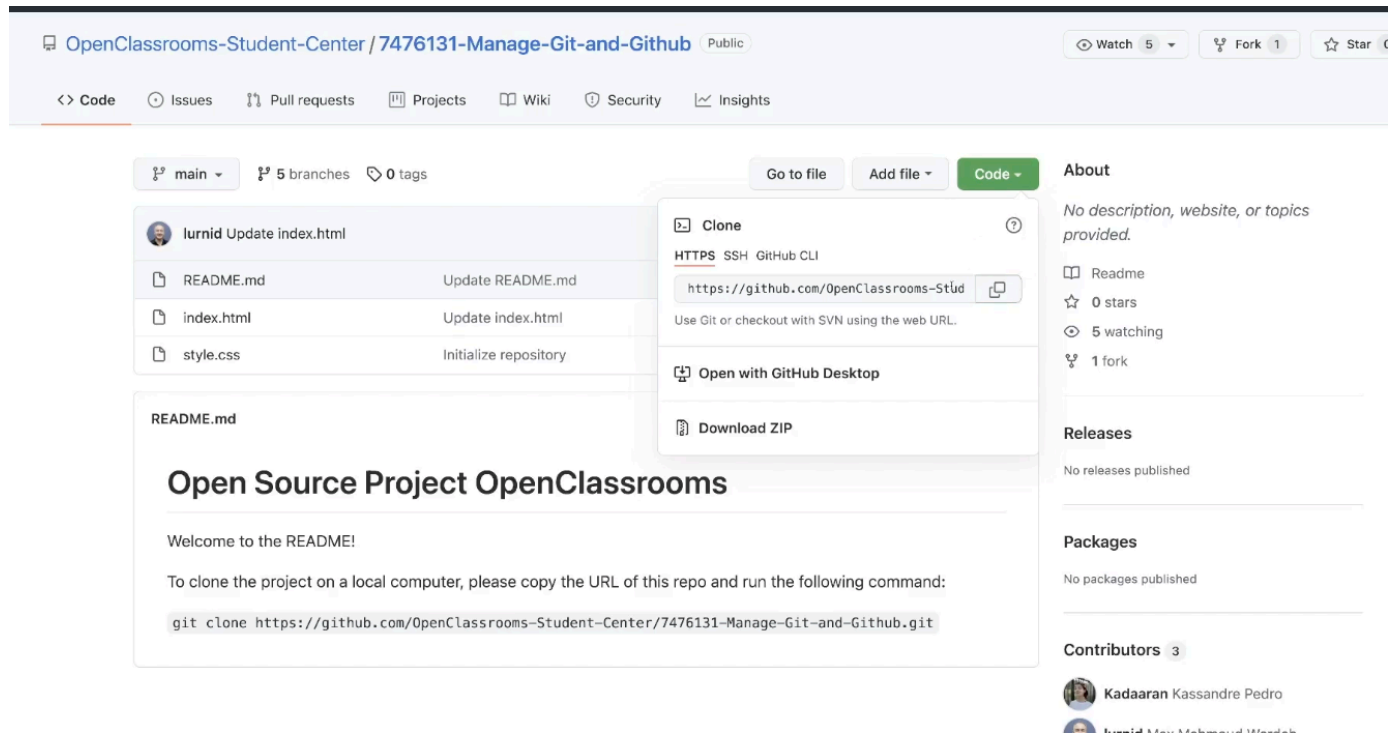 OpenClassrooms-Student-Center / 7476131-Manage-Git-and-Github Public
Watch 5 Fork 1 Star
<> Code Issues Pull requests Projects Wiki Security Insights
main 5 branches 0 tags Go to file Add file Code
lurnid Update index.html
README.md Update README.md
index.html Update index.html
style.css Initialize repository
Clone
HTTPS SSH GitHub CLI
https://github.com/OpenClassrooms-Stud
Use Git or checkout with SVN using the web URL.
Open with GitHub Desktop
Download ZIP
README.md
Open Source Project OpenClassrooms
Welcome to the README!
To clone the project on a local computer, please copy the URL of this repo and run the following command:
git clone https://github.com/OpenClassrooms-Student-Center/7476131-Manage-Git-and-Github.git
About
No description, website, or topics
provided.
Readme
0 stars
5 watching
1 fork
Releases
No releases published
Packages
No packages published
Contributors 3
Kadaaran Kassandre Pedro
lurnid Max Mahmoud Wardeh